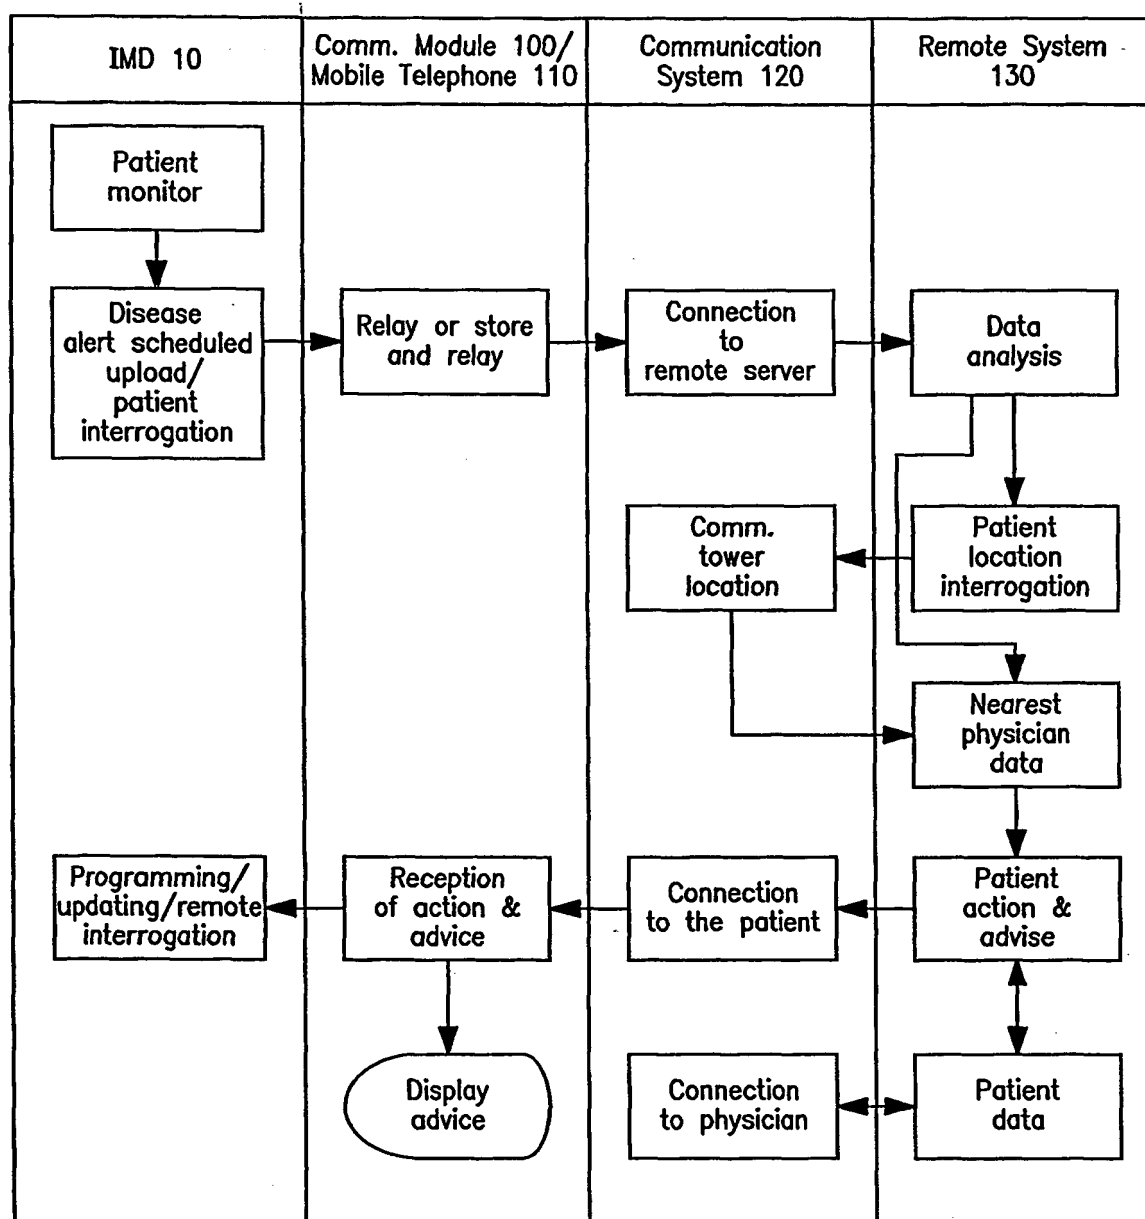 IMD 10
Comm. Module 100/
Mobile Telephone 110
Communication
System 120
Remote System
130
Patient
monitor
Disease
alert scheduled
upload/
patient
interrogation
Relay or store
and relay
Connection
to
remote server
Data
analysis
Comm.
tower
location
Patient
location
interrogation
Nearest
physician
data
Programming/
updating/remote
interrogation
Reception
of action &
advice
Connection
to the patient
Patient
action &
advise
Display
advice
Connection
to physician
Patient
data